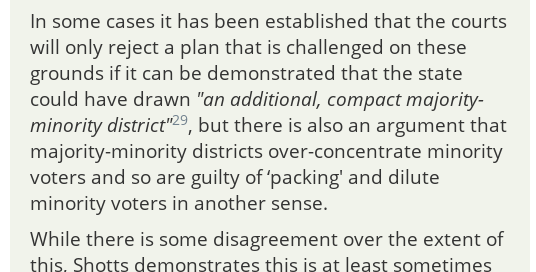 In some cases it has been established that the courts
will only reject a plan that is challenged on these
grounds if it can be demonstrated that the state
could have drawn "an additional, compact majority-
minority district"29, but there is also an argument that
majority-minority districts over-concentrate minority
voters and so are guilty of ‘packing' and dilute
minority voters in another sense.
While there is some disagreement over the extent of
this, Shotts demonstrates this is at least sometimes